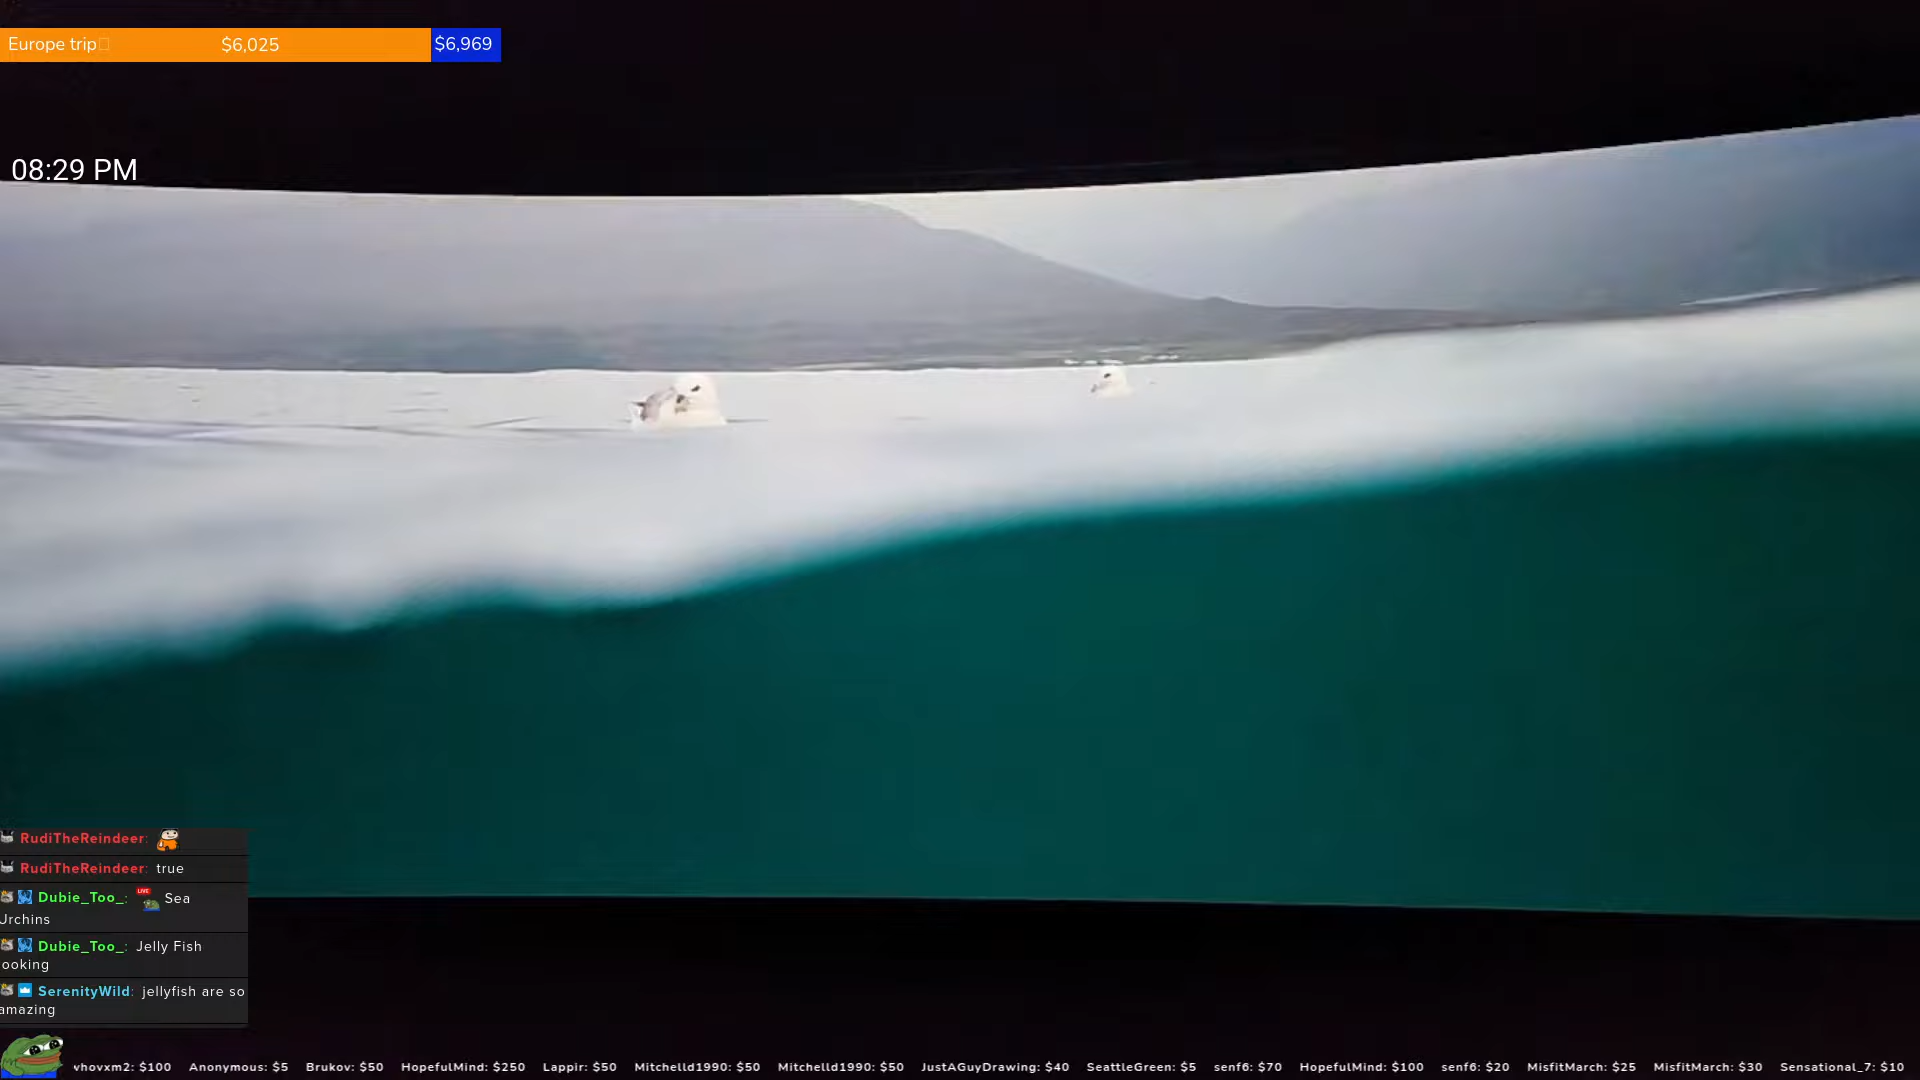 Europe trip $6,025 $6,969
08:29 PM
RudiTheReindeer:
RudiTheReindeer: true
Dubie_Too_: LIVE Sea
Urchins
Dubie_Too_: Jelly Fish
ooking
SerenityWild: jellyfish are so
amazing
vhovxm2: $100 Anonymous: $5 Brukov: $50 HopefulMind: $250 Lappir: $50 Mitchelld1990: $50 Mitchelld1990: $50 JustAGuyDrawing: $40 SeattleGreen: $5 senf6: $70 HopefulMind: $100 senf6: $20 MisfitMarch: $25 MisfitMarch: $30 Sensational_7: $10